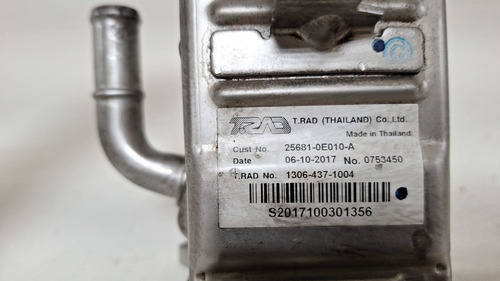 T.RAD T.RAD (THAILAND) Co.,Ltd.
Made in Thailand
Cust No. 25681-0E010-A
Date 06-10-2017 No. 0753450
T.RAD No. 1306-437-1004
S2017100301356